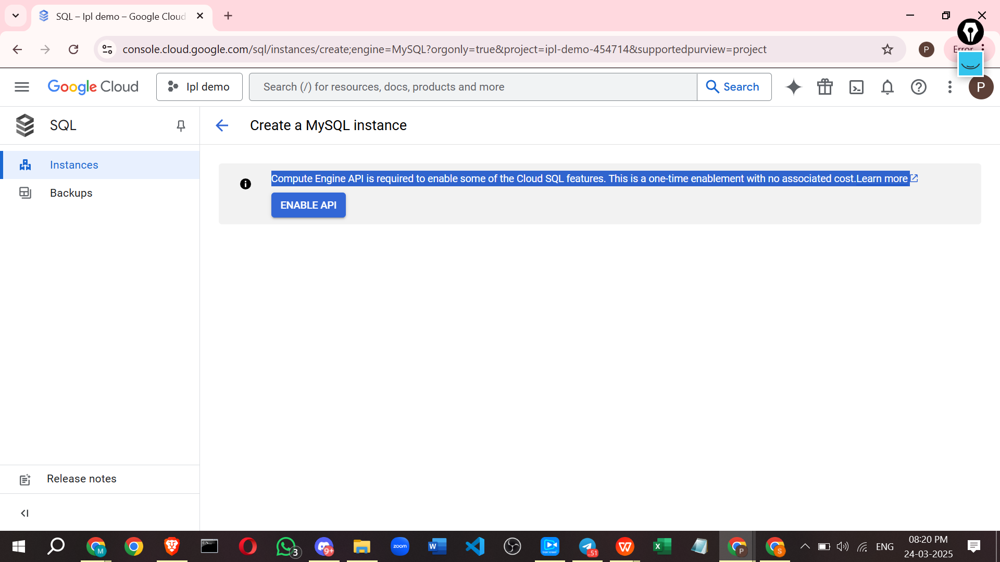 SQL – Ipl demo – Google Cloud
console.cloud.google.com/sql/instances/create;engine=MySQL?orgonly=true&project=ipl-demo-454714&supportedpurview=project
P
Error
Google Cloud
Ipl demo
Search (/) for resources, docs, products and more
Search
P
SQL
Create a MySQL instance
Instances
Compute Engine API is required to enable some of the Cloud SQL features. This is a one-time enablement with no associated cost.Learn more
Backups
ENABLE API
Release notes
M
3
9+
zoom
W
51
P
S
ENG
08:20 PM
24-03-2025